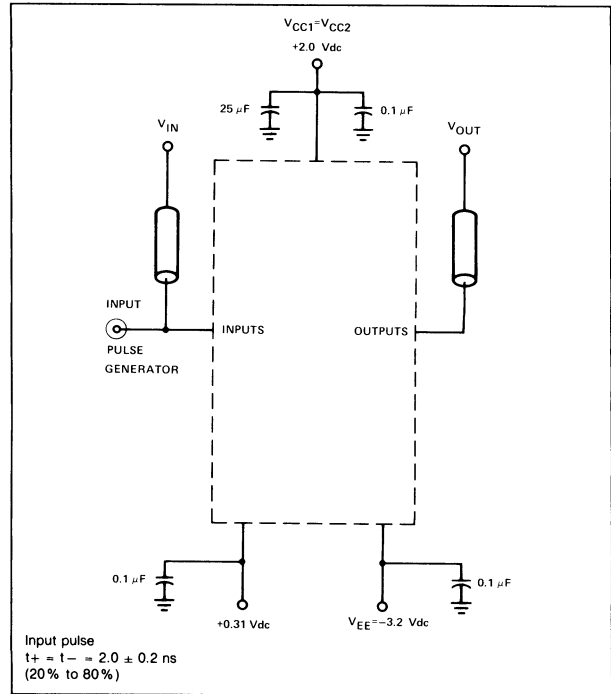 VCC1=VCC2
+2.0 Vdc
25 μF
0.1 μF
VIN
VOUT
INPUT
INPUTS
OUTPUTS
PULSE
GENERATOR
0.1 μF
0.1 μF
+0.31 Vdc
VEE=−3.2 Vdc
Input pulse
t+ = t− = 2.0 ± 0.2 ns
(20% to 80%)